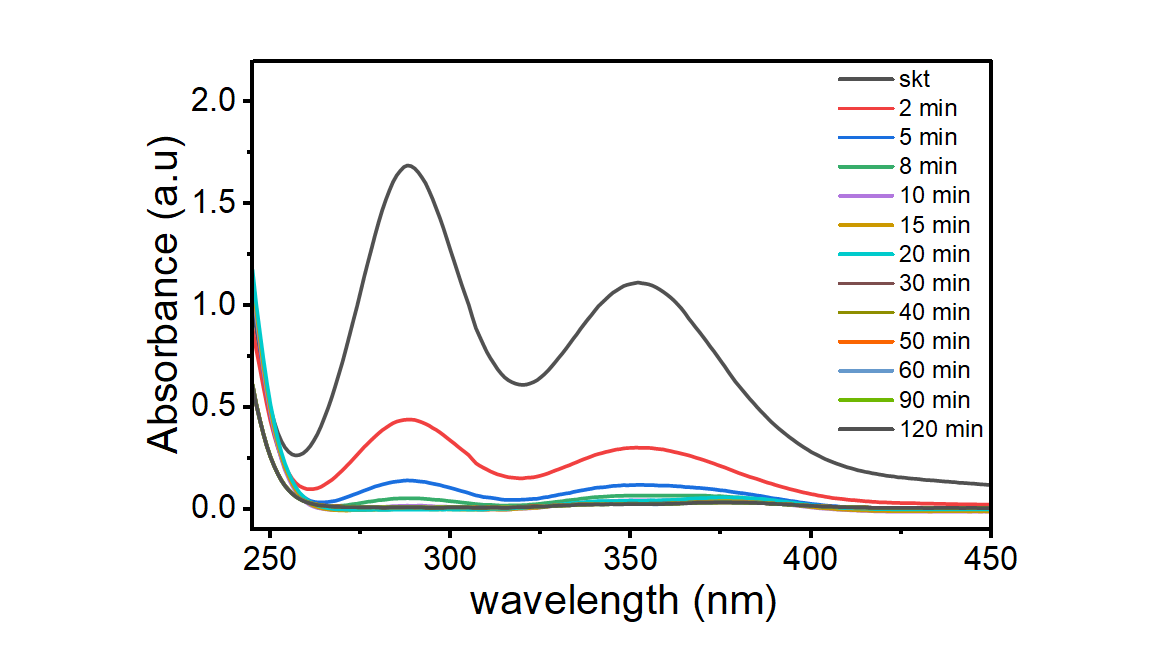 Absorbance (a.u)
2.0
1.5
1.0
0.5
0.0
250
300
350
400
450
wavelength (nm)
skt
2 min
5 min
8 min
10 min
15 min
20 min
30 min
40 min
50 min
60 min
90 min
120 min